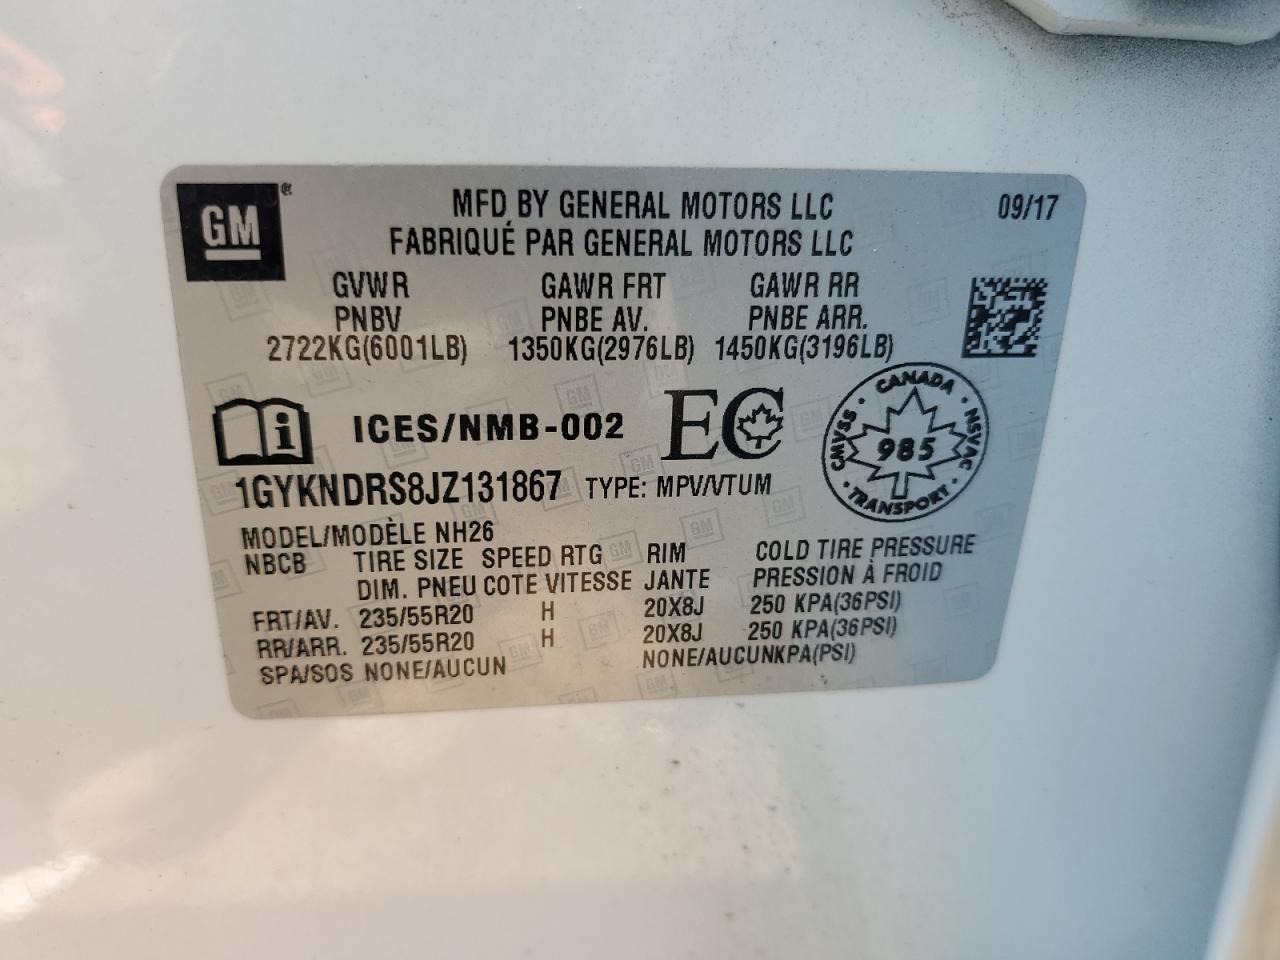 GM ®
MFD BY GENERAL MOTORS LLC 09/17
FABRIQUÉ PAR GENERAL MOTORS LLC
GVWR GAWR FRT GAWR RR
PNBV PNBE AV. PNBE ARR.
2722KG(6001LB) 1350KG(2976LB) 1450KG(3196LB)
ICES/NMB-002 EC
CANADA
CMVSS 985 NSVAC
TRANSPORT
1GYKNDRS8JZ131867 TYPE: MPV/VTUM
MODEL/MODÈLE NH26
NBCB TIRE SIZE SPEED RTG RIM COLD TIRE PRESSURE
DIM. PNEU COTE VITESSE JANTE PRESSION À FROID
FRT/AV. 235/55R20 H 20X8J 250 KPA(36PSI)
RR/ARR. 235/55R20 H 20X8J 250 KPA(36PSI)
SPA/SOS NONE/AUCUN NONE/AUCUNKPA(PSI)